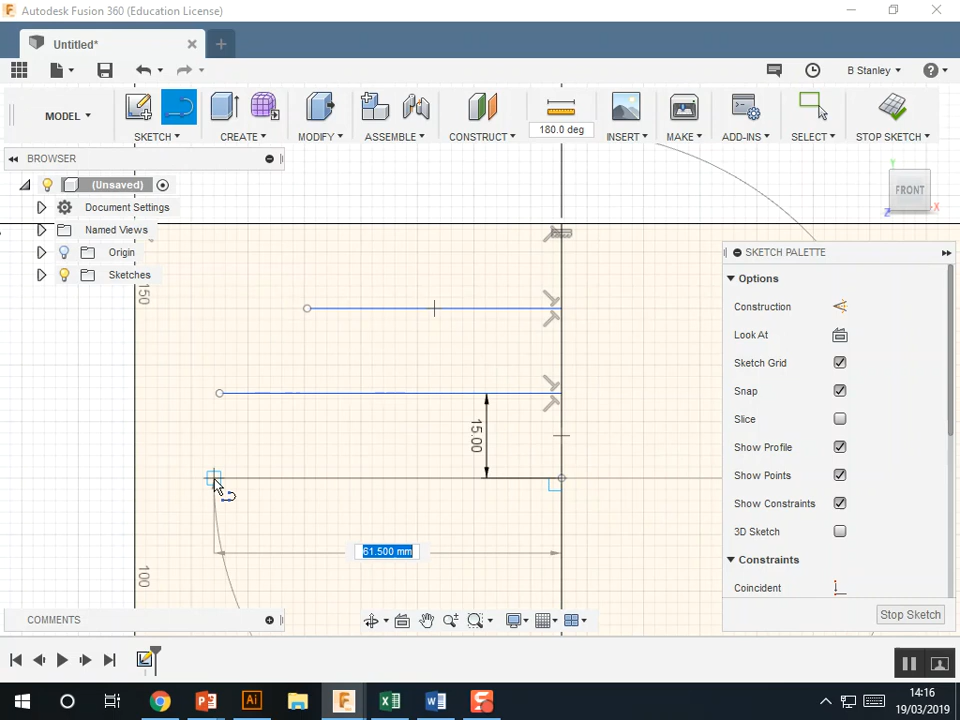 Autodesk Fusion 360 (Education License)
Untitled*
B Stanley
MODEL
SKETCH
CREATE
MODIFY
ASSEMBLE
CONSTRUCT
180.0 deg
INSERT
MAKE
ADD-INS
SELECT
STOP SKETCH
BROWSER
(Unsaved)
Document Settings
Named Views
Origin
Sketches
Y
FRONT
X
Z
SKETCH PALETTE
Options
Construction
Look At
Sketch Grid
Snap
Slice
Show Profile
Show Points
Show Constraints
3D Sketch
Constraints
Coincident
Stop Sketch
150
15.00
61.500 mm
100
COMMENTS
14:16
19/03/2019